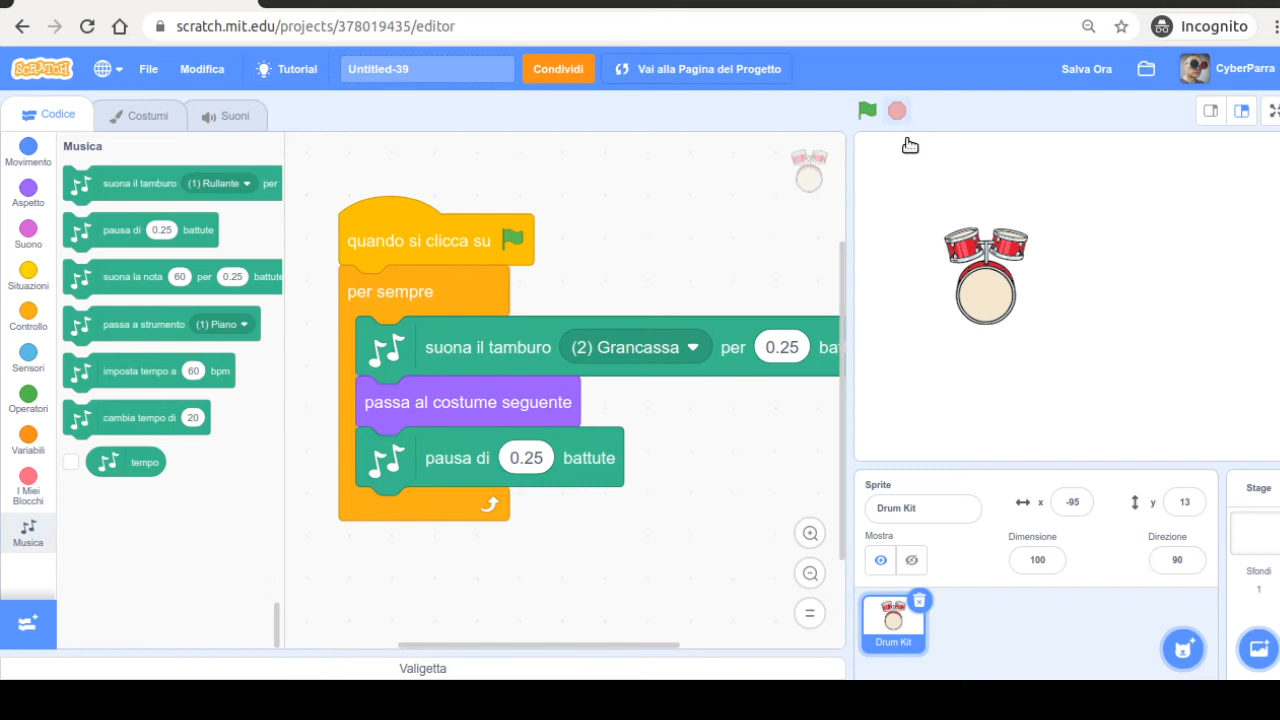 scratch.mit.edu/projects/378019435/editor
Incognito
SCRATCH
File
Modifica
Tutorial
Untitled-39
Condividi
Vai alla Pagina del Progetto
Salva Ora
CyberParra
Codice
Costumi
Suoni
Movimento
Aspetto
Suono
Situazioni
Controllo
Sensori
Operatori
Variabili
I Miei
Blocchi
Musica
Musica
suona il tamburo (1) Rullante per
pausa di 0.25 battute
suona la nota 60 per 0.25 battute
passa a strumento (1) Piano
imposta tempo a 60 bpm
cambia tempo di 20
tempo
quando si clicca su
per sempre
suona il tamburo (2) Grancassa per 0.25 bat
passa al costume seguente
pausa di 0.25 battute
Valigetta
Sprite
Drum Kit
x -95
y 13
Mostra
Dimensione
100
Direzione
90
Drum Kit
Stage
Sfondi
1